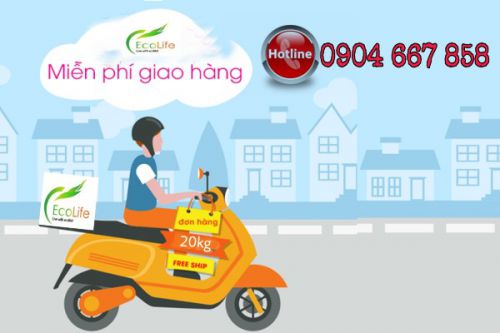 EcoLife
Miễn phí giao hàng
Hotline
0904 667 858
EcoLife
đơn hàng
20kg
FREE SHIP